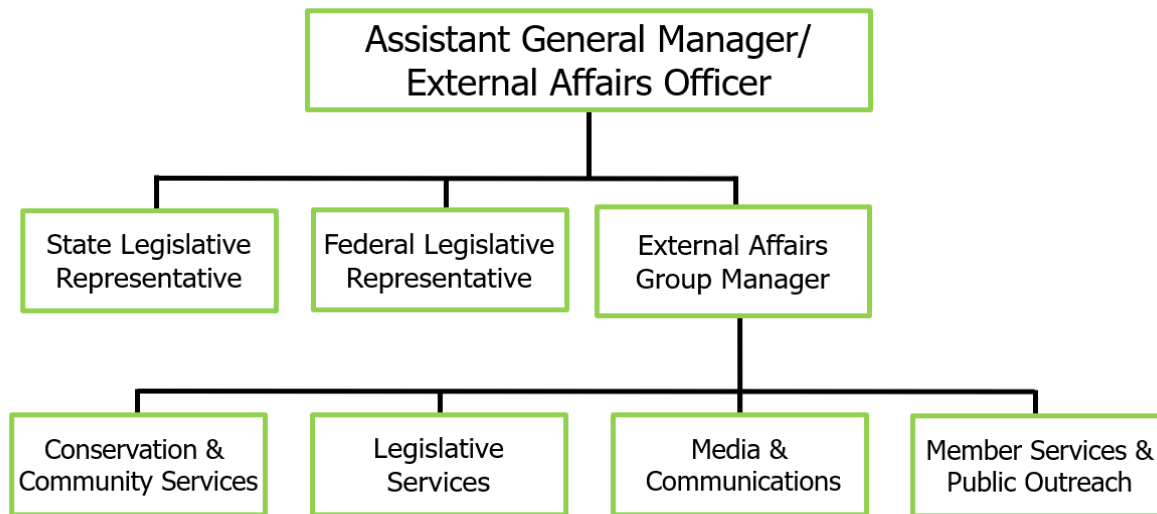 Assistant General Manager/
External Affairs Officer
State Legislative
Representative
Federal Legislative
Representative
External Affairs
Group Manager
Conservation &
Community Services
Legislative
Services
Media &
Communications
Member Services &
Public Outreach